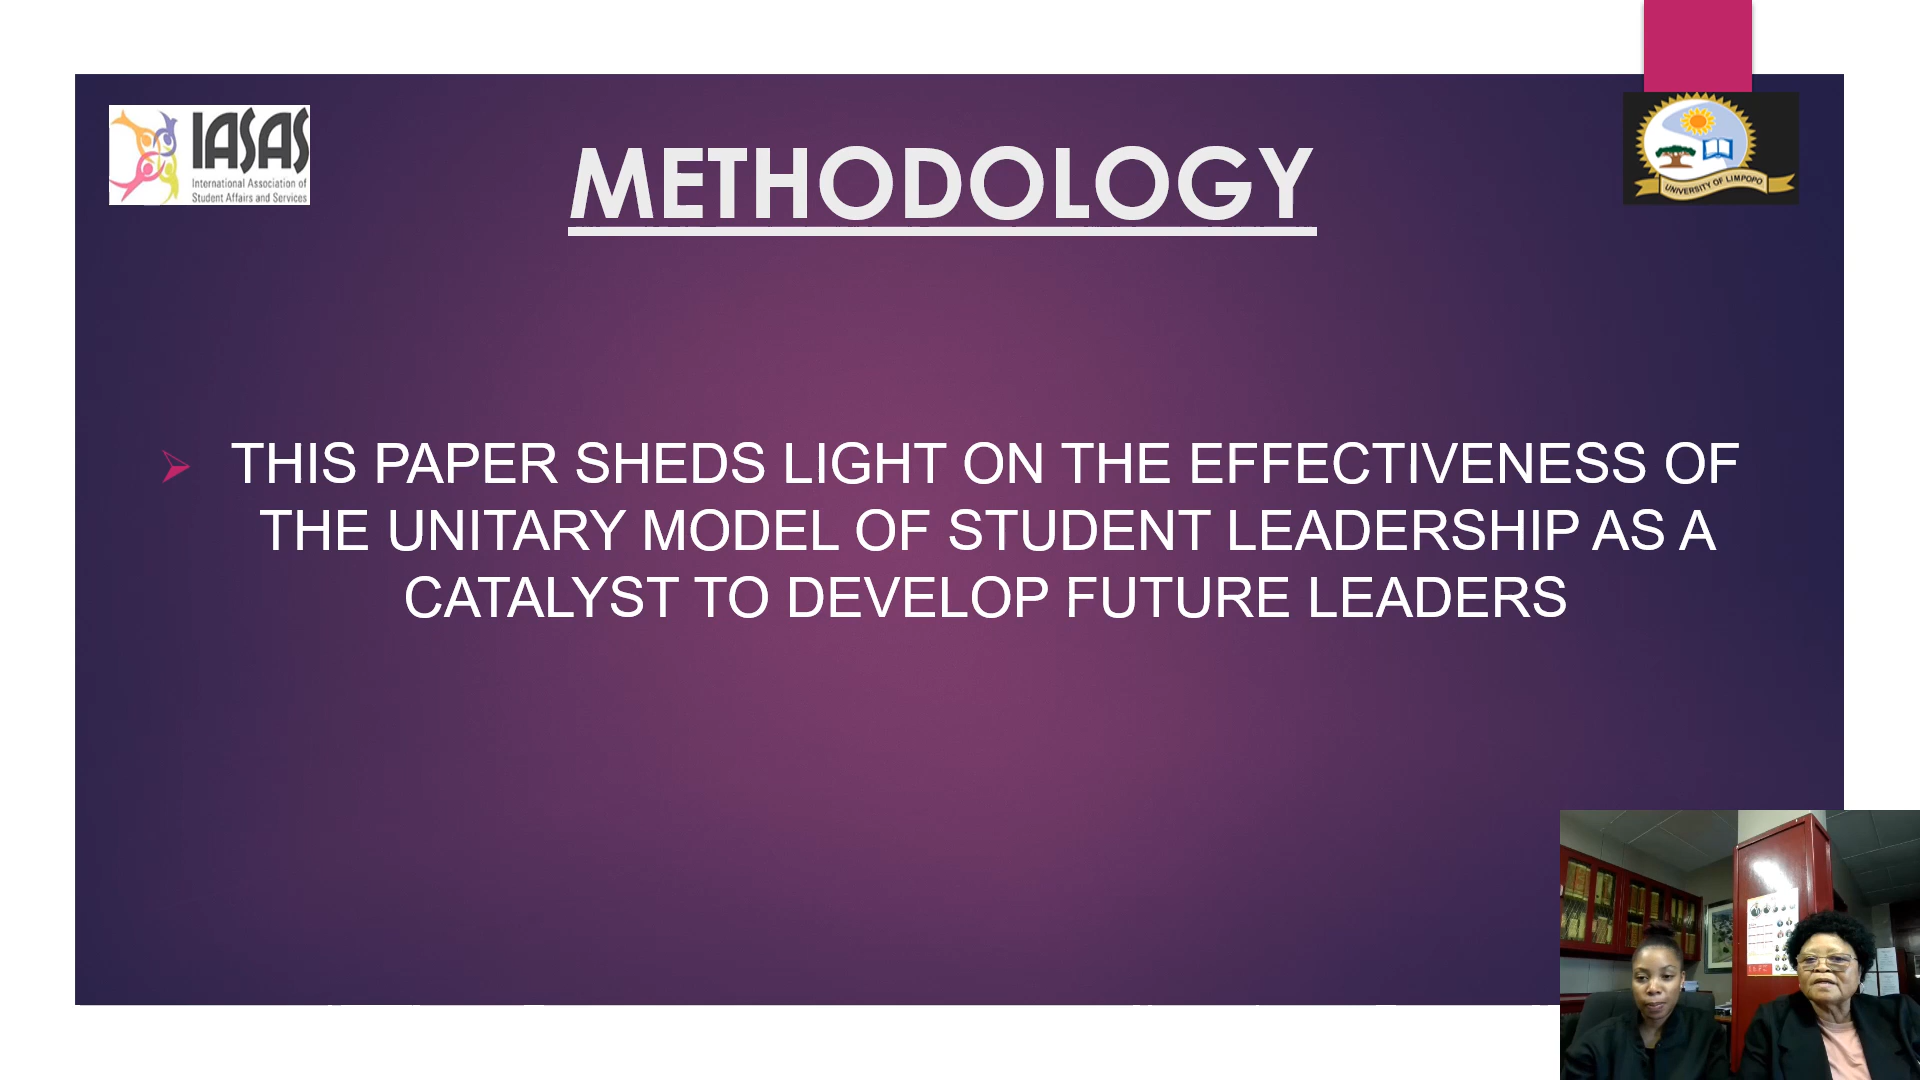 IASAS
International Association of
Student Affairs and Services
METHODOLOGY
UNIVERSITY OF LIMPOPO
THIS PAPER SHEDS LIGHT ON THE EFFECTIVENESS OF
THE UNITARY MODEL OF STUDENT LEADERSHIP AS A
CATALYST TO DEVELOP FUTURE LEADERS